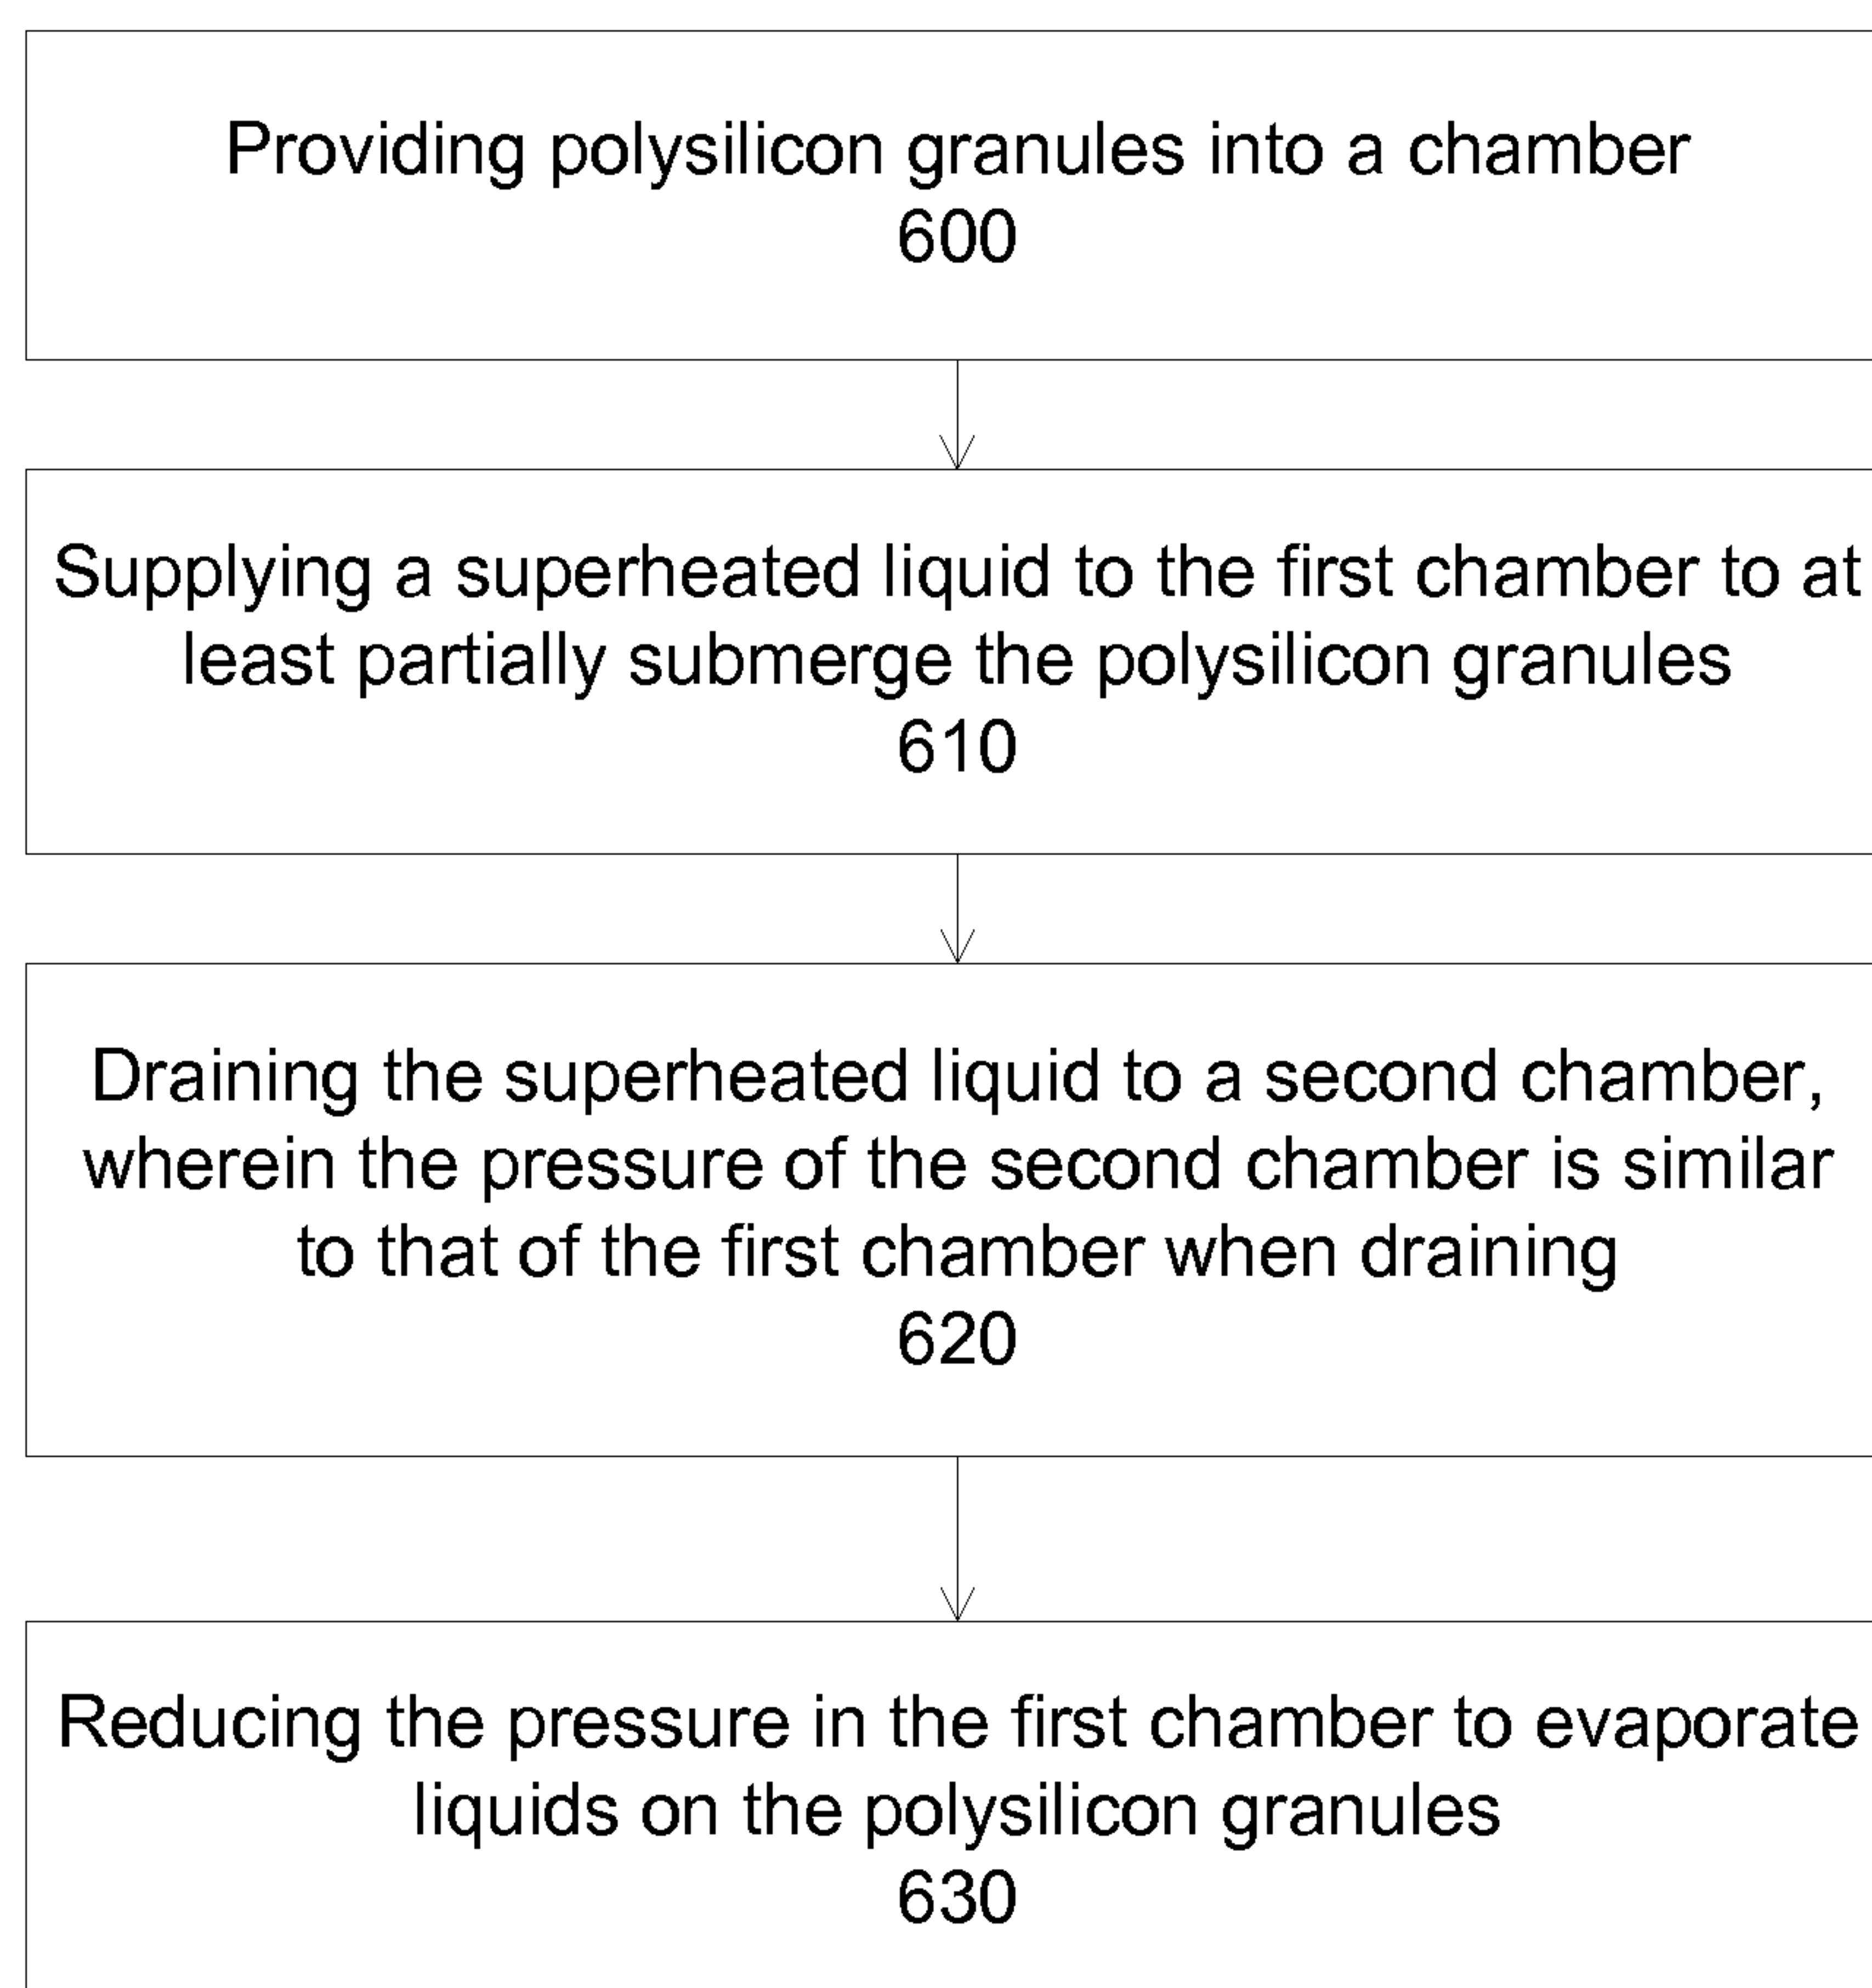 Providing polysilicon granules into a chamber
600
Supplying a superheated liquid to the first chamber to at
least partially submerge the polysilicon granules
610
Draining the superheated liquid to a second chamber,
wherein the pressure of the second chamber is similar
to that of the first chamber when draining
620
Reducing the pressure in the first chamber to evaporate
liquids on the polysilicon granules
630